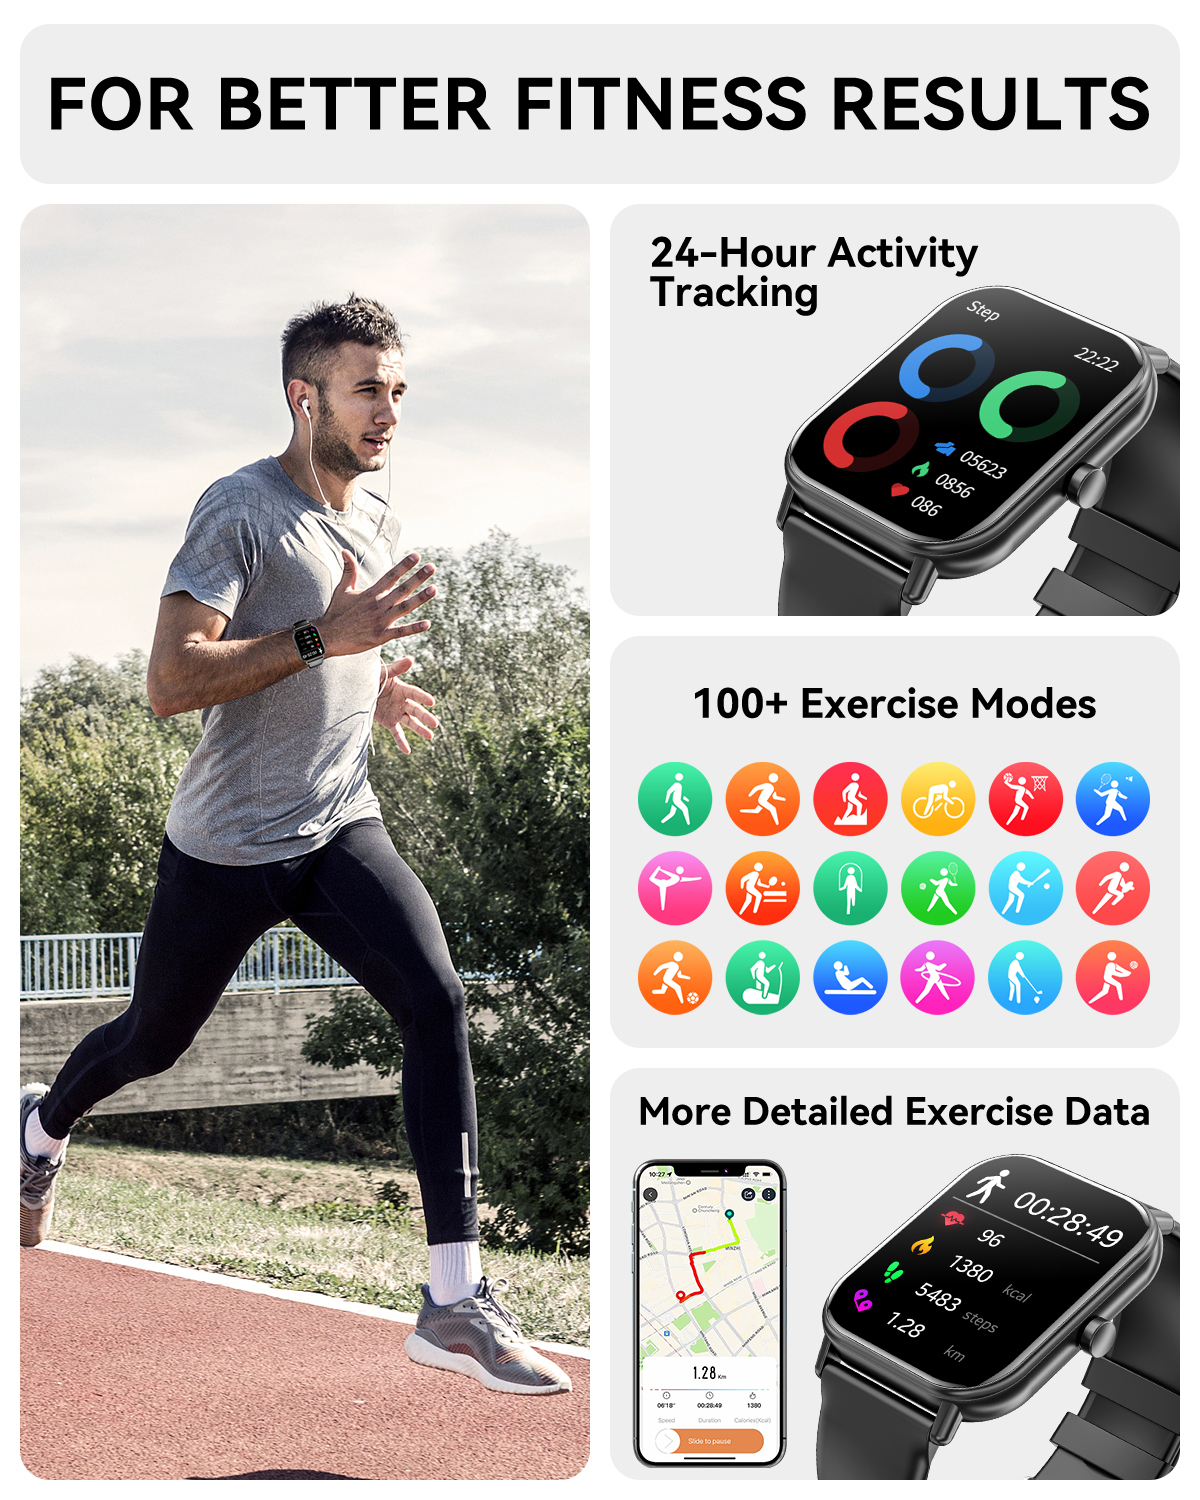 FOR BETTER FITNESS RESULTS
24-Hour Activity
Tracking
Step
22:22
05623
0856
086
100+ Exercise Modes
More Detailed Exercise Data
10:27
MINZHI
1.28 Km
06'18" 00:28:49 1380
Speed Duration Calories(Kcal)
Slide to pause
00:28:49
96
1380 kcal
5483 steps
1.28 km